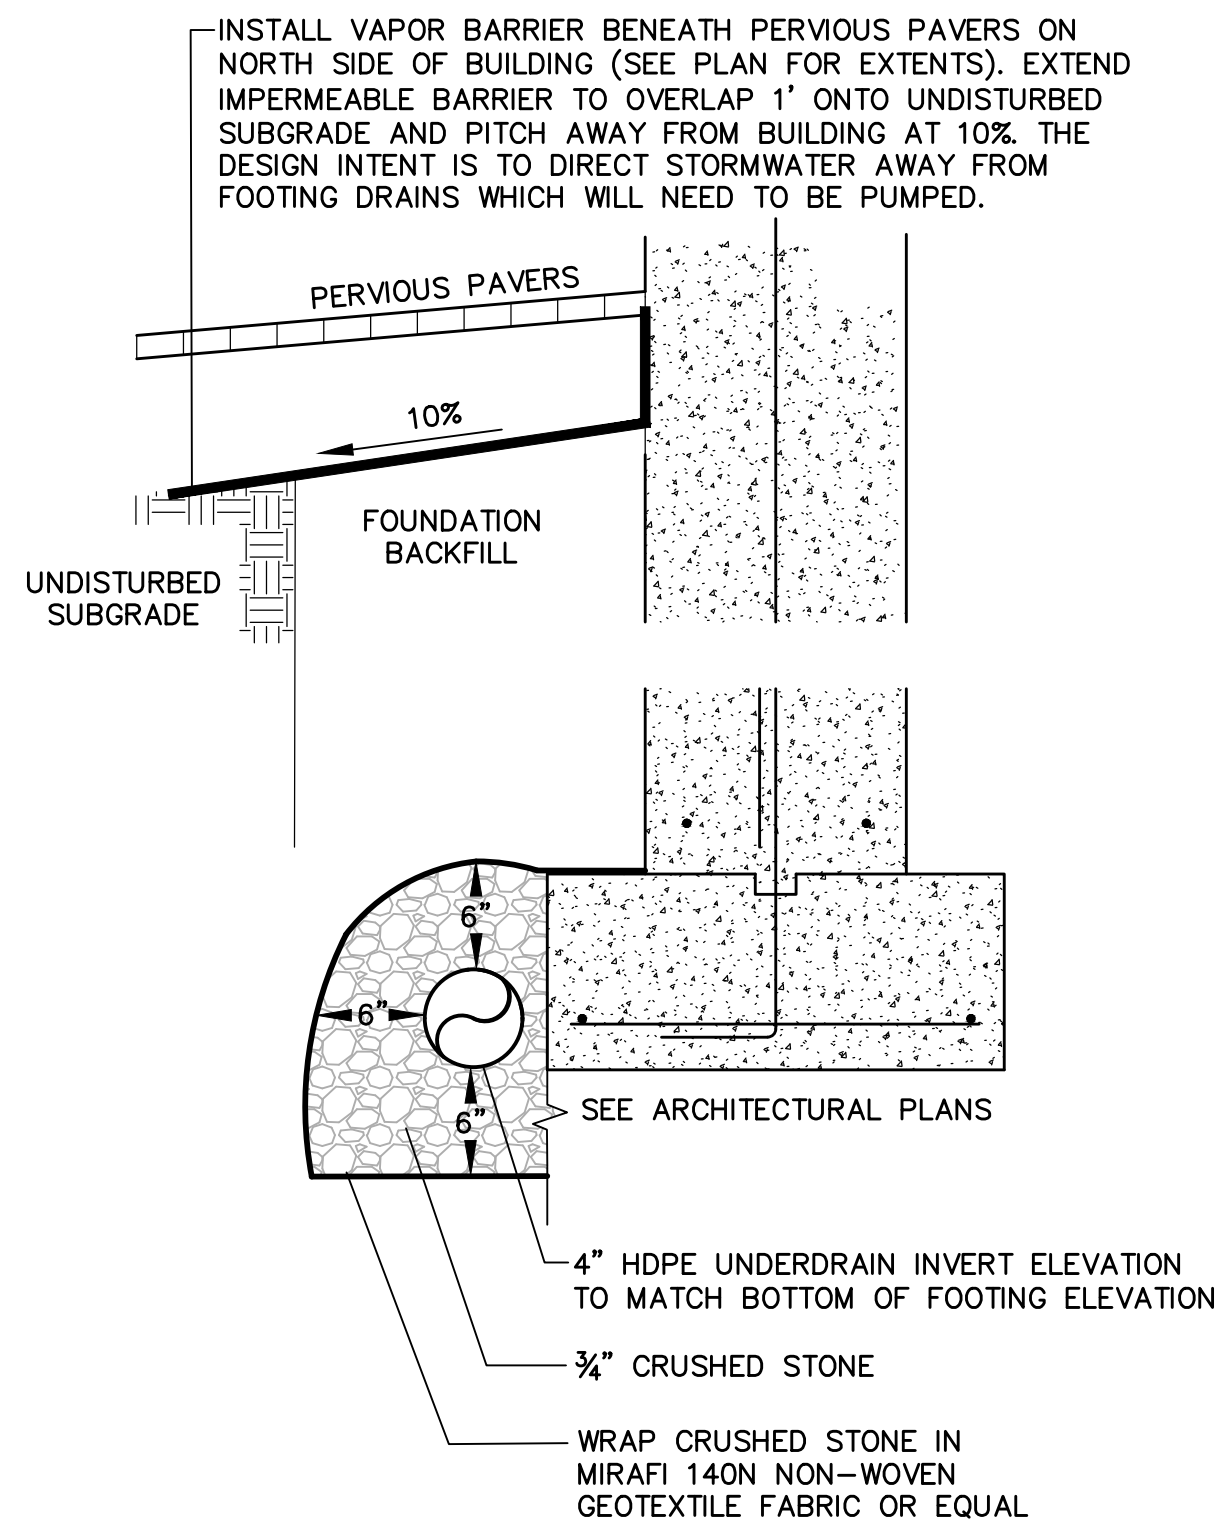 INSTALL VAPOR BARRIER BENEATH PERVIOUS PAVERS ON
NORTH SIDE OF BUILDING (SEE PLAN FOR EXTENTS). EXTEND
IMPERMEABLE BARRIER TO OVERLAP 1' ONTO UNDISTURBED
SUBGRADE AND PITCH AWAY FROM BUILDING AT 10%. THE
DESIGN INTENT IS TO DIRECT STORMWATER AWAY FROM
FOOTING DRAINS WHICH WILL NEED TO BE PUMPED.
PERVIOUS PAVERS
10%
FOUNDATION
BACKFILL
UNDISTURBED
SUBGRADE
6"
6"
6"
SEE ARCHITECTURAL PLANS
4" HDPE UNDERDRAIN INVERT ELEVATION
TO MATCH BOTTOM OF FOOTING ELEVATION
¾" CRUSHED STONE
WRAP CRUSHED STONE IN
MIRAFI 140N NON-WOVEN
GEOTEXTILE FABRIC OR EQUAL